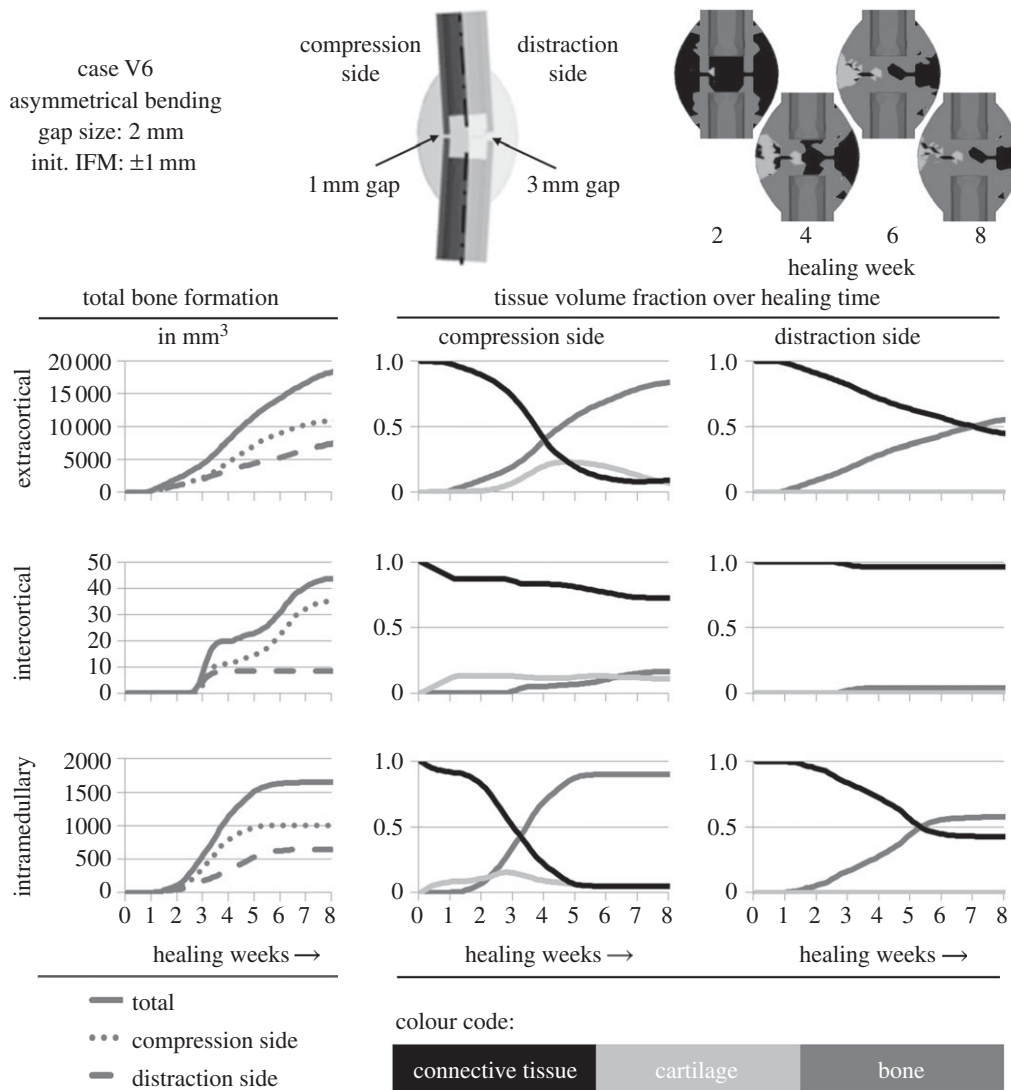 case V6
asymmetrical bending
gap size: 2 mm
init. IFM: ±1 mm
compression side
distraction side
1 mm gap
3 mm gap
2 4 6 8
healing week
total bone formation
in mm³
tissue volume fraction over healing time
compression side
distraction side
extracortical
20 000
15 000
10 000
5000
0
1.0
0.5
0
1.0
0.5
0
intercortical
50
40
30
20
10
0
1.0
0.5
0
1.0
0.5
0
intramedullary
2000
1500
1000
500
0
1.0
0.5
0
1.0
0.5
0
0 1 2 3 4 5 6 7 8
0 1 2 3 4 5 6 7 8
0 1 2 3 4 5 6 7 8
healing weeks →
healing weeks →
healing weeks →
total
compression side
distraction side
colour code:
connective tissue
cartilage
bone